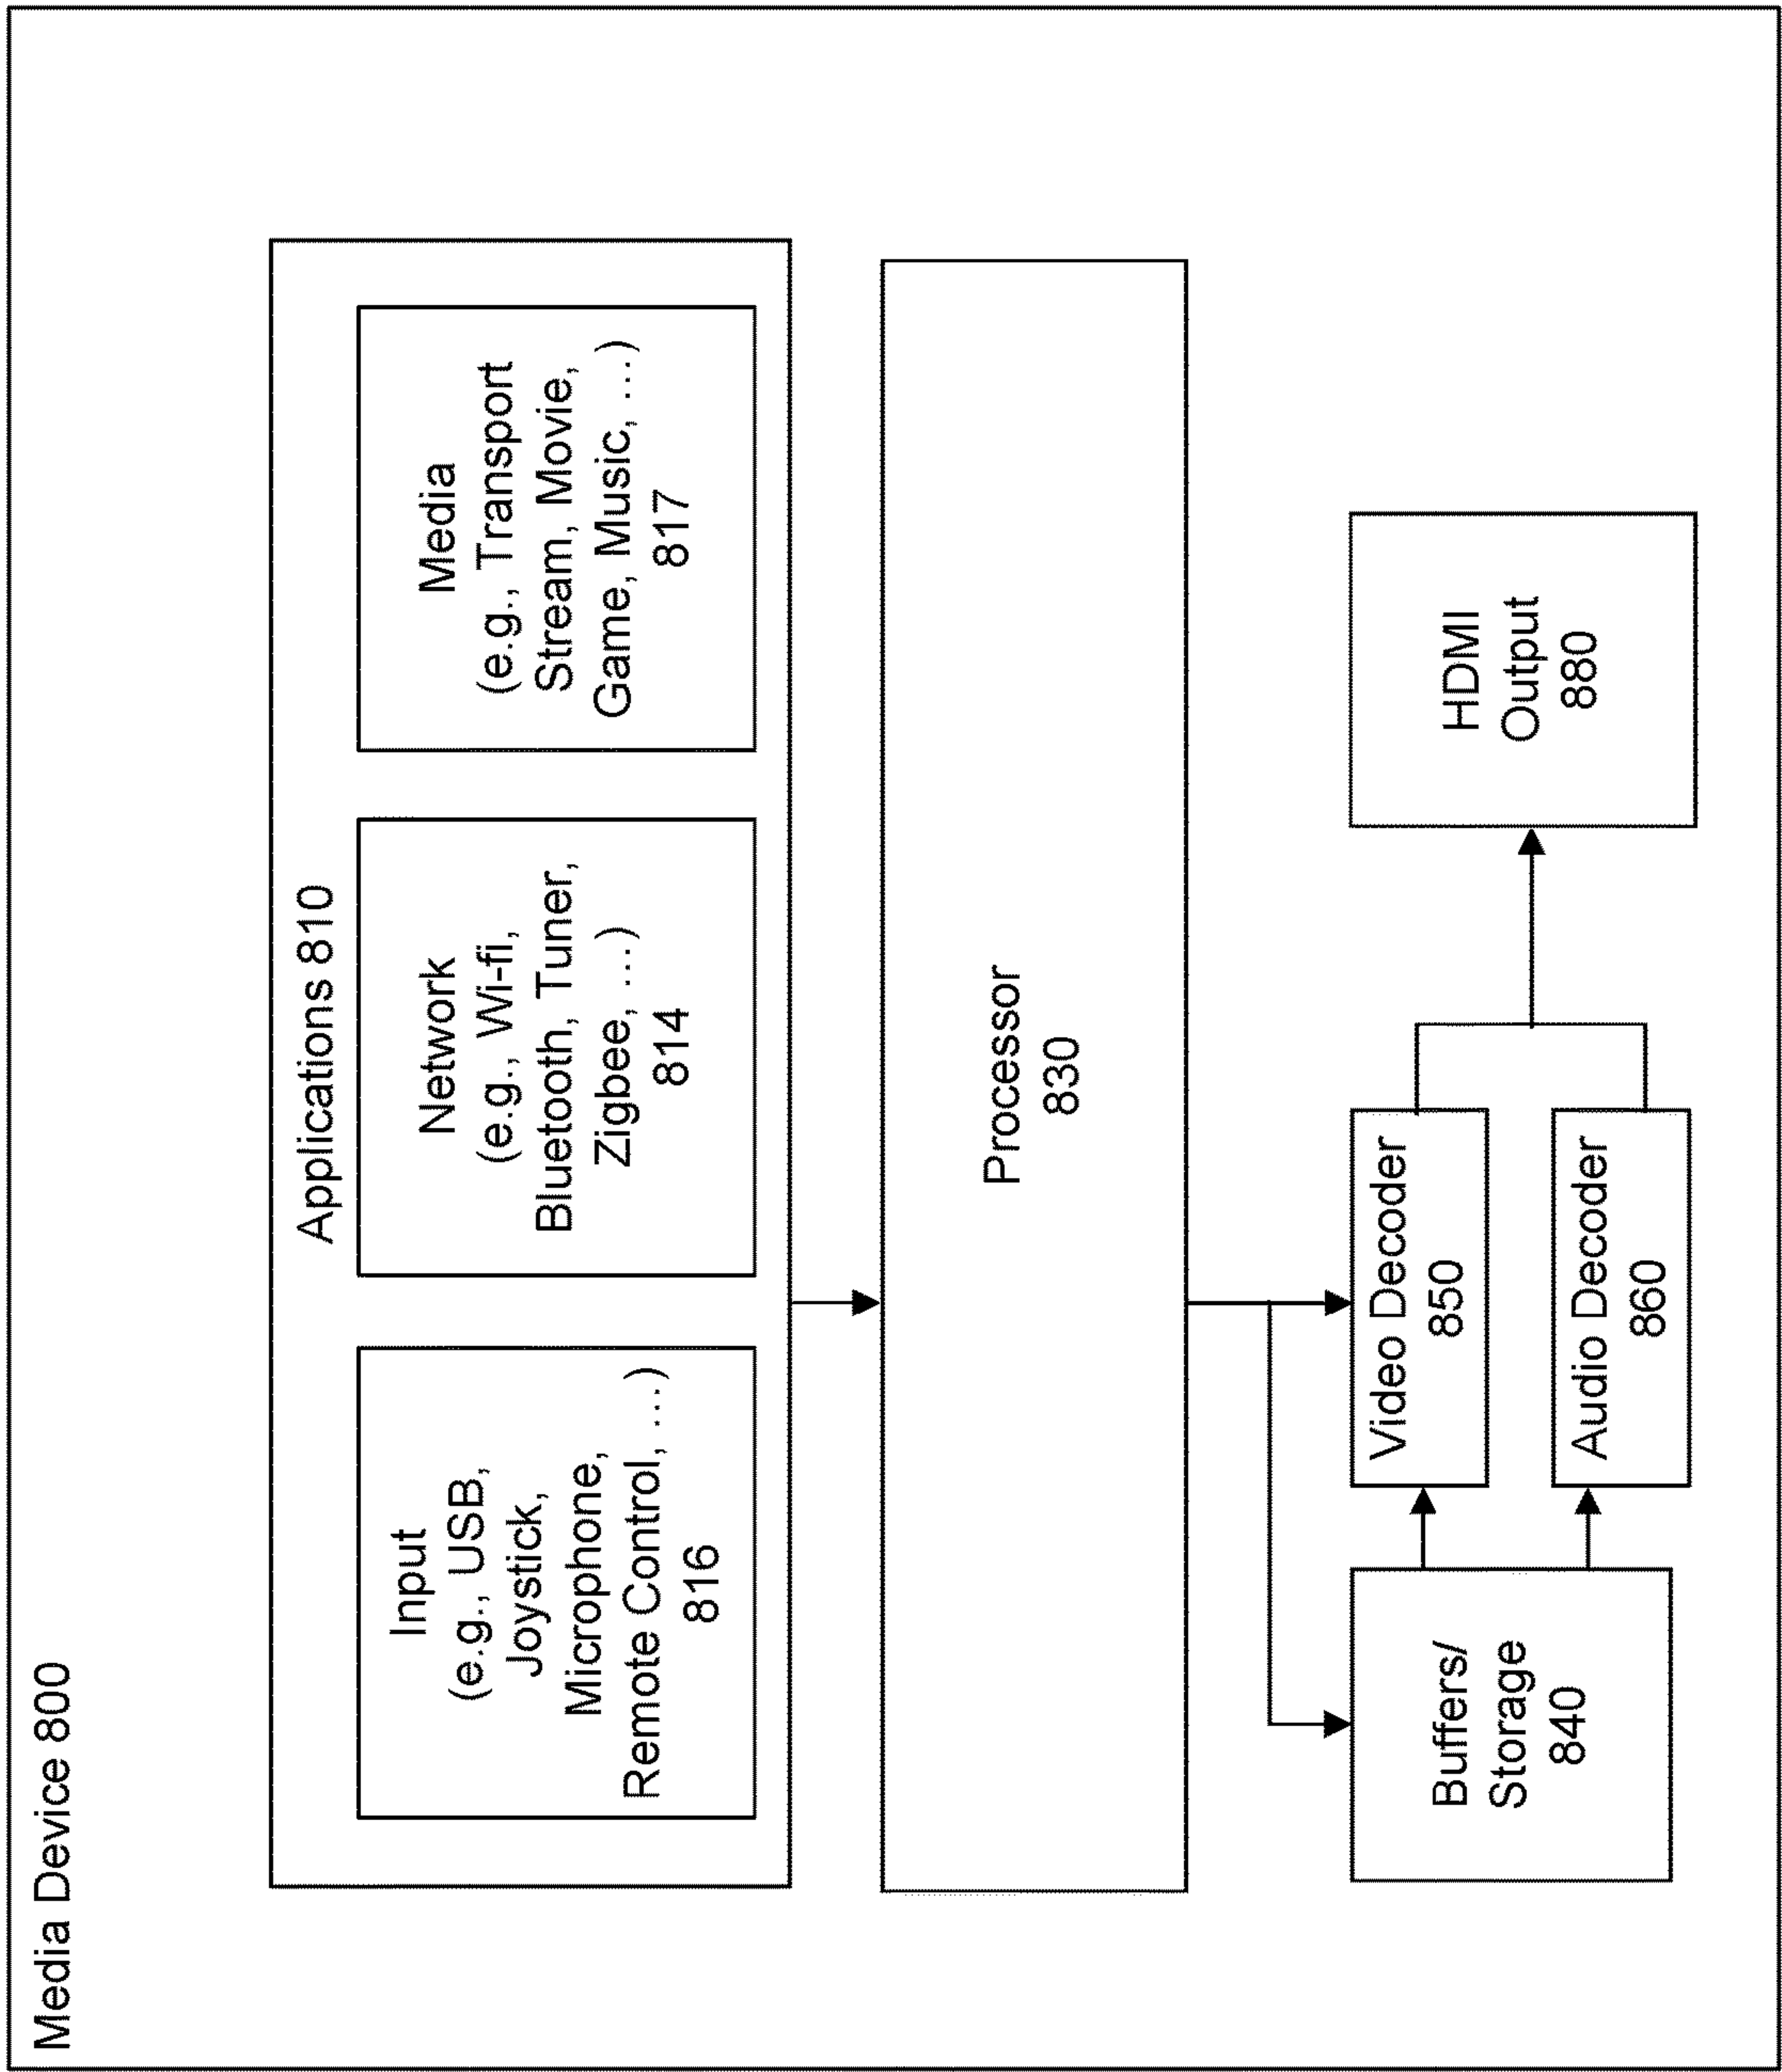 Media Device 800
Applications 810
Input
(e.g., USB,
Joystick,
Microphone,
Remote Control, ...)
816
Network
(e.g., Wi-fi,
Bluetooth, Tuner,
Zigbee, ...)
814
Media
(e.g., Transport
Stream, Movie,
Game, Music, ...)
817
Processor
830
Buffers/
Storage
840
Video Decoder
850
Audio Decoder
860
HDMI
Output
880